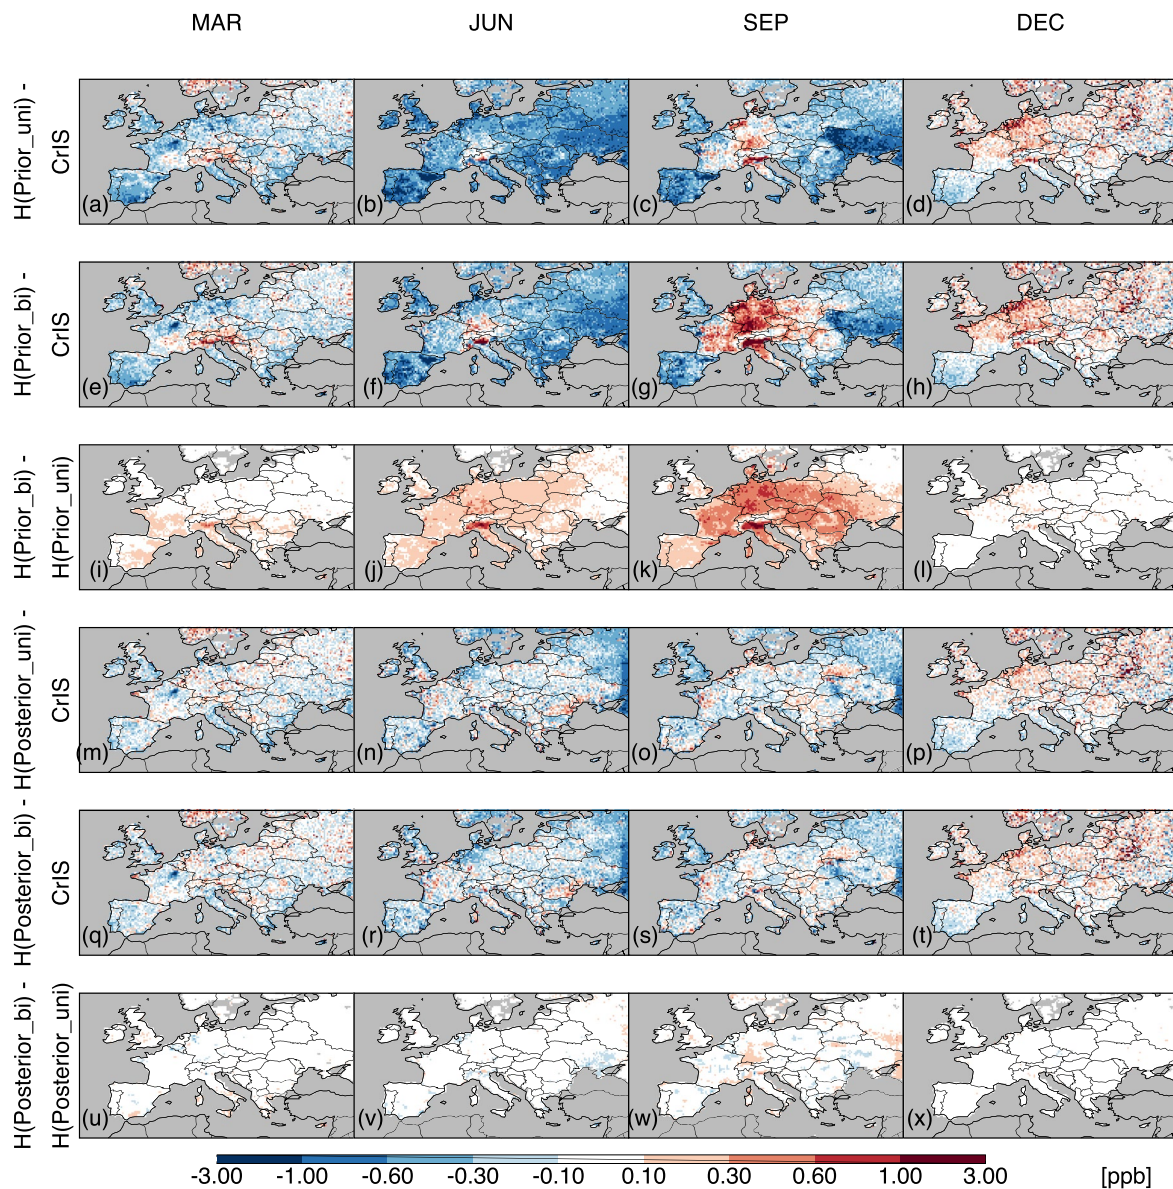 MAR JUN SEP DEC
H(Prior_uni) -
CrIS
(a) (b) (c) (d)
H(Prior_bi) -
CrIS
(e) (f) (g) (h)
H(Prior_bi) -
H(Prior_uni)
(i) (j) (k) (l)
H(Posterior_uni) -
CrIS
(m) (n) (o) (p)
H(Posterior_bi) -
CrIS
(q) (r) (s) (t)
H(Posterior_bi) -
H(Posterior_uni)
(u) (v) (w) (x)
-3.00 -1.00 -0.60 -0.30 -0.10 0.10 0.30 0.60 1.00 3.00 [ppb]